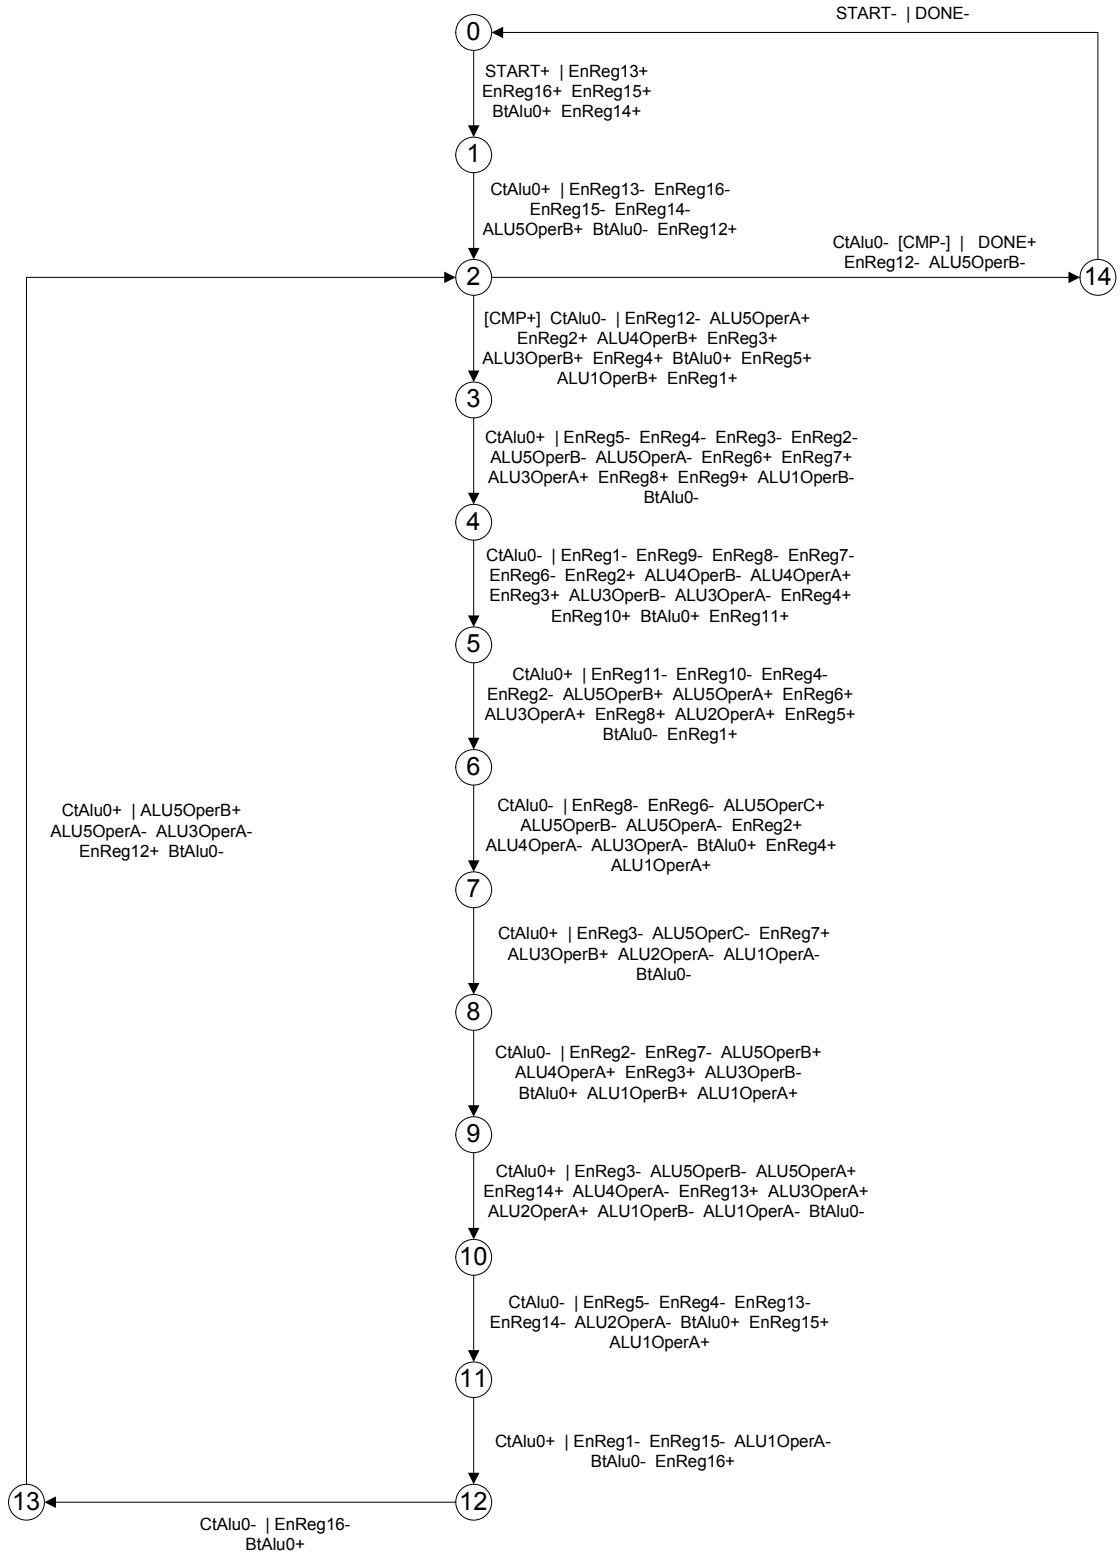 START- | DONE-
0
START+ | EnReg13+
EnReg16+ EnReg15+
BtAlu0+ EnReg14+
1
CtAlu0+ | EnReg13- EnReg16-
EnReg15- EnReg14-
ALU5OperB+ BtAlu0- EnReg12+
CtAlu0- [CMP-] | DONE+
EnReg12- ALU5OperB-
2
14
[CMP+] CtAlu0- | EnReg12- ALU5OperA+
EnReg2+ ALU4OperB+ EnReg3+
ALU3OperB+ EnReg4+ BtAlu0+ EnReg5+
ALU1OperB+ EnReg1+
3
CtAlu0+ | EnReg5- EnReg4- EnReg3- EnReg2-
ALU5OperB- ALU5OperA- EnReg6+ EnReg7+
ALU3OperA+ EnReg8+ EnReg9+ ALU1OperB-
BtAlu0-
4
CtAlu0- | EnReg1- EnReg9- EnReg8- EnReg7-
EnReg6- EnReg2+ ALU4OperB- ALU4OperA+
EnReg3+ ALU3OperB- ALU3OperA- EnReg4+
EnReg10+ BtAlu0+ EnReg11+
5
CtAlu0+ | EnReg11- EnReg10- EnReg4-
EnReg2- ALU5OperB+ ALU5OperA+ EnReg6+
ALU3OperA+ EnReg8+ ALU2OperA+ EnReg5+
BtAlu0- EnReg1+
6
CtAlu0- | EnReg8- EnReg6- ALU5OperC+
ALU5OperB- ALU5OperA- EnReg2+
ALU4OperA- ALU3OperA- BtAlu0+ EnReg4+
ALU1OperA+
CtAlu0+ | ALU5OperB+
ALU5OperA- ALU3OperA-
EnReg12+ BtAlu0-
7
CtAlu0+ | EnReg3- ALU5OperC- EnReg7+
ALU3OperB+ ALU2OperA- ALU1OperA-
BtAlu0-
8
CtAlu0- | EnReg2- EnReg7- ALU5OperB+
ALU4OperA+ EnReg3+ ALU3OperB-
BtAlu0+ ALU1OperB+ ALU1OperA+
9
CtAlu0+ | EnReg3- ALU5OperB- ALU5OperA+
EnReg14+ ALU4OperA- EnReg13+ ALU3OperA+
ALU2OperA+ ALU1OperB- ALU1OperA- BtAlu0-
10
CtAlu0- | EnReg5- EnReg4- EnReg13-
EnReg14- ALU2OperA- BtAlu0+ EnReg15+
ALU1OperA+
11
CtAlu0+ | EnReg1- EnReg15- ALU1OperA-
BtAlu0- EnReg16+
13
12
CtAlu0- | EnReg16-
BtAlu0+